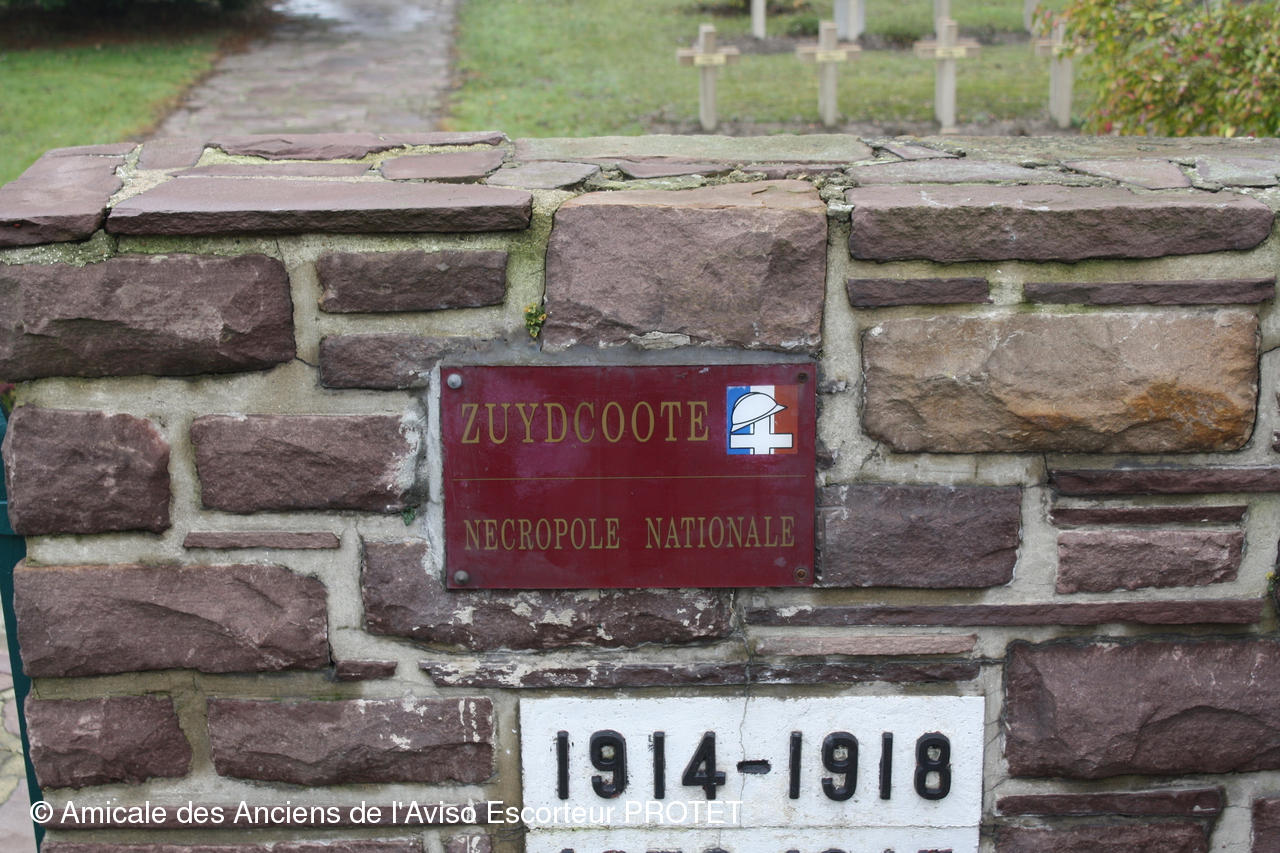 ZUYDCOOTE
NECROPOLE NATIONALE
1914-1918
© Amicale des Anciens de l'Aviso Escorteur PROTET